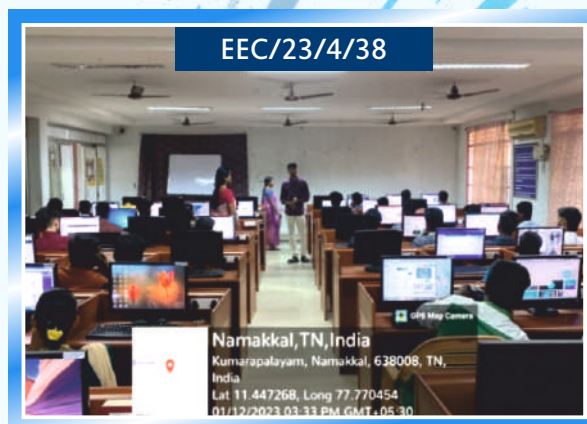 EEC/23/4/38
GPS Map Camera
Namakkal,TN,India
Kumarapalayam, Namakkal, 638008, TN,
India
Lat 11.447268, Long 77.770454
01/12/2023 03:33 PM GMT+05:30